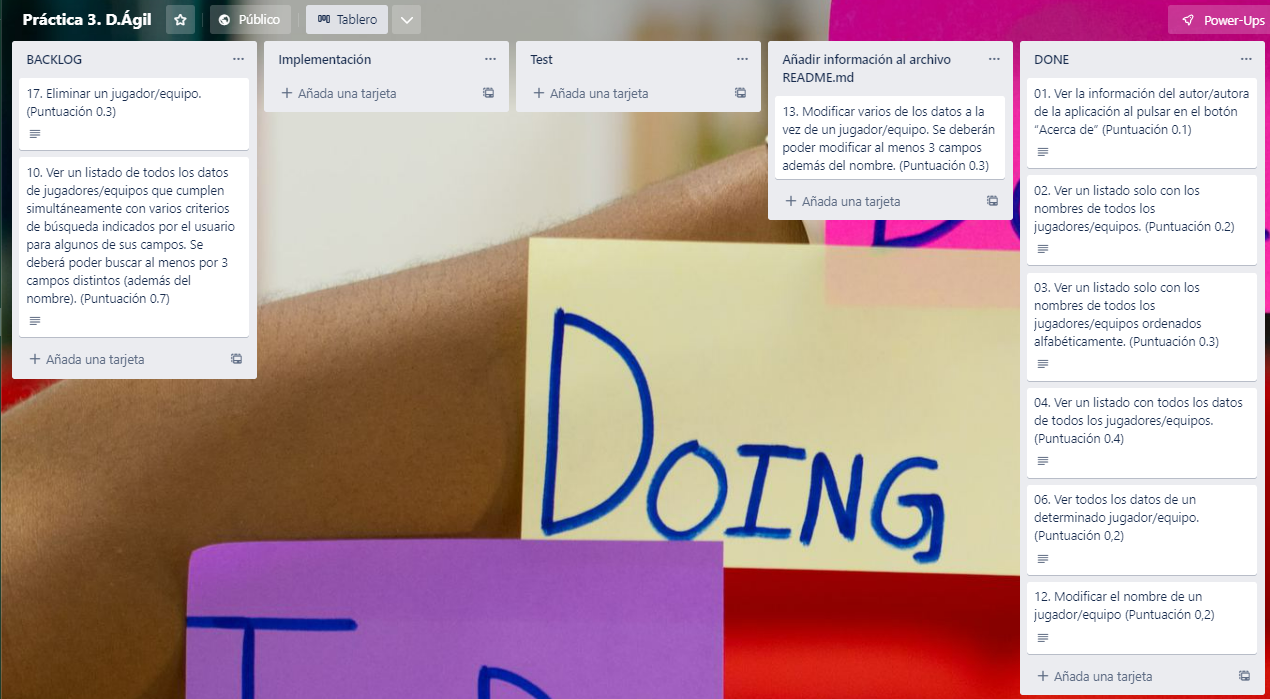 Práctica 3. D.Ágil
Público
Tablero
Power-Ups
BACKLOG
17. Eliminar un jugador/equipo.
(Puntuación 0.3)
10. Ver un listado de todos los datos
de jugadores/equipos que cumplen
simultáneamente con varios criterios
de búsqueda indicados por el usuario
para algunos de sus campos. Se
deberá poder buscar al menos por 3
campos distintos (además del
nombre). (Puntuación 0.7)
+ Añada una tarjeta
Implementación
+ Añada una tarjeta
Test
+ Añada una tarjeta
Añadir información al archivo
README.md
13. Modificar varios de los datos a la
vez de un jugador/equipo. Se deberán
poder modificar al menos 3 campos
además del nombre. (Puntuación 0.3)
+ Añada una tarjeta
DONE
01. Ver la información del autor/autora
de la aplicación al pulsar en el botón
“Acerca de” (Puntuación 0.1)
02. Ver un listado solo con los
nombres de todos los
jugadores/equipos. (Puntuación 0.2)
03. Ver un listado solo con los
nombres de todos los
jugadores/equipos ordenados
alfabéticamente. (Puntuación 0.3)
04. Ver un listado con todos los datos
de todos los jugadores/equipos.
(Puntuación 0.4)
06. Ver todos los datos de un
determinado jugador/equipo.
(Puntuación 0,2)
12. Modificar el nombre de un
jugador/equipo (Puntuación 0,2)
+ Añada una tarjeta
DOING